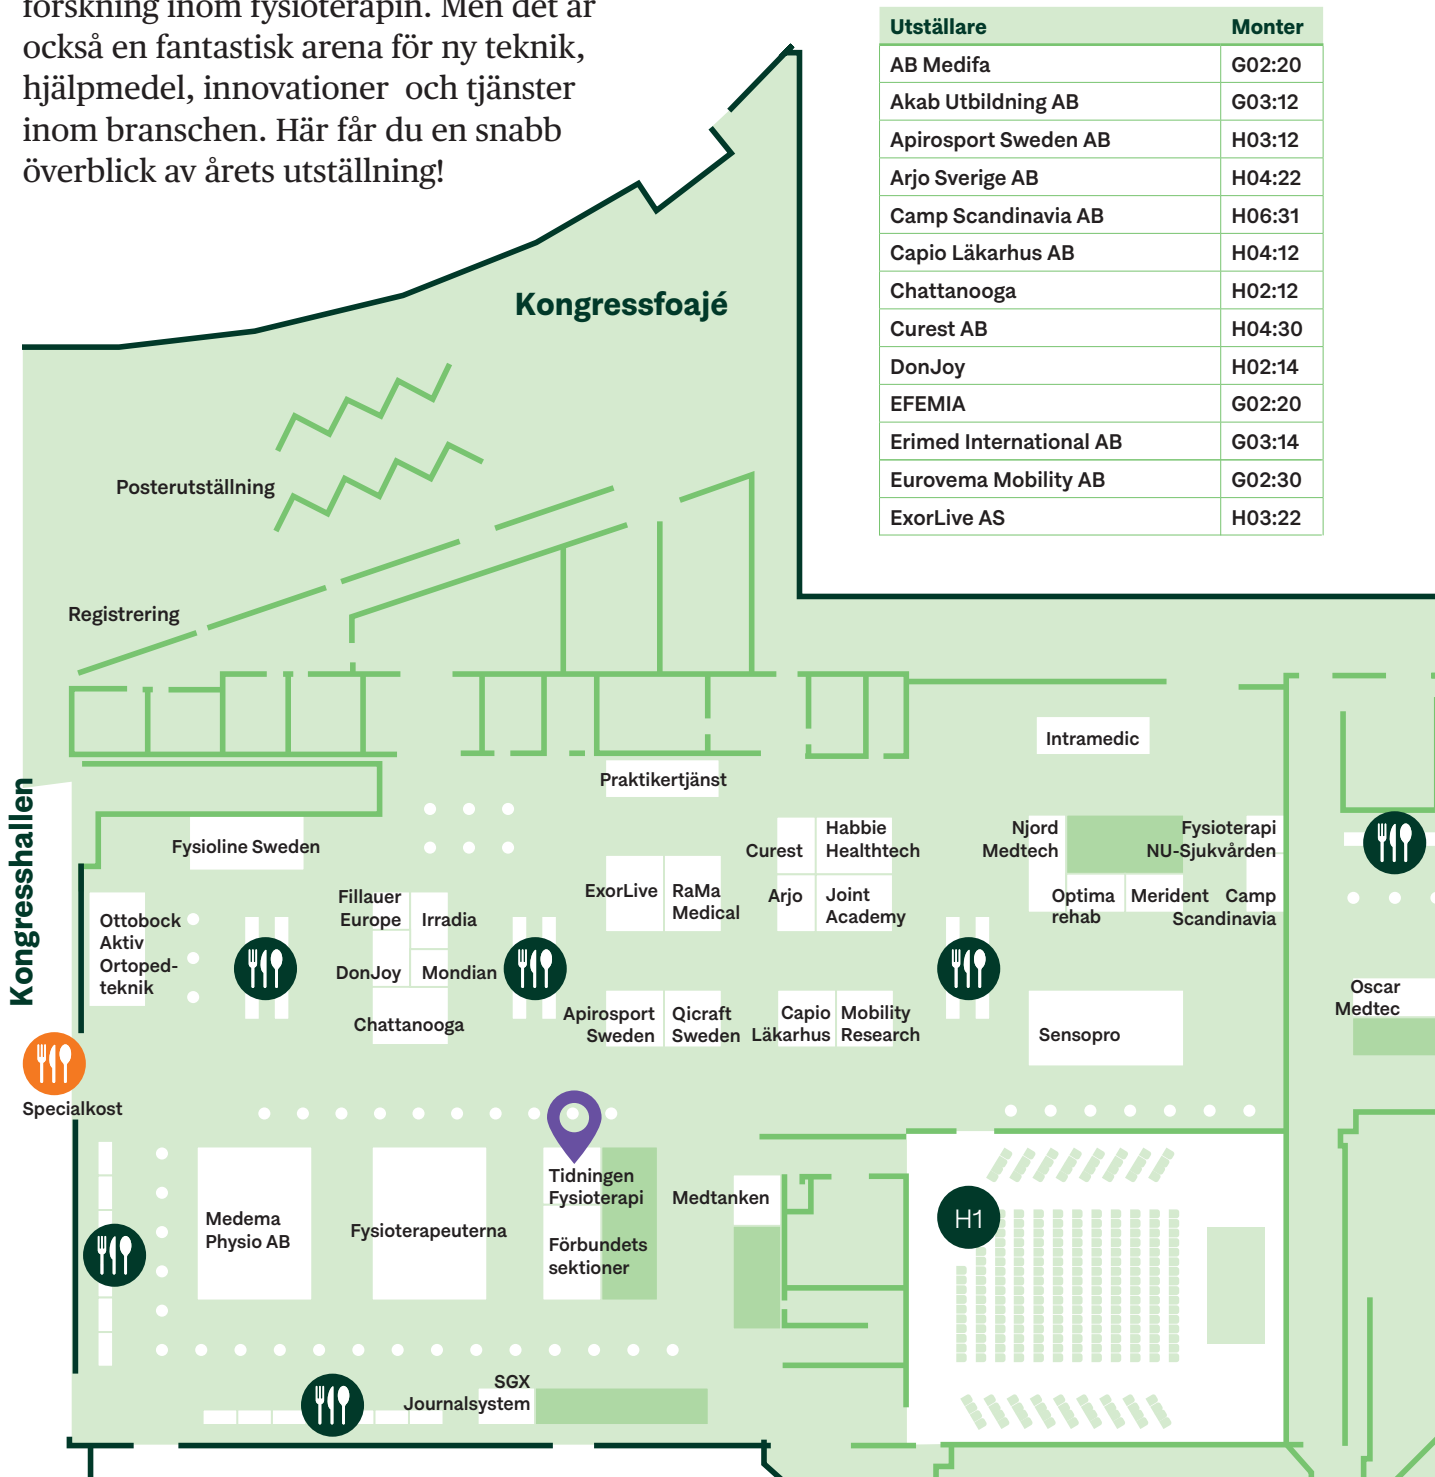 forskning inom fysioterapin. Men det är
också en fantastisk arena för ny teknik,
hjälpmedel, innovationer och tjänster
inom branschen. Här får du en snabb
överblick av årets utställning!
Utställare Monter
AB Medifa G02:20
Akab Utbildning AB G03:12
Apirosport Sweden AB H03:12
Arjo Sverige AB H04:22
Camp Scandinavia AB H06:31
Capio Läkarhus AB H04:12
Chattanooga H02:12
Curest AB H04:30
DonJoy H02:14
EFEMIA G02:20
Erimed International AB G03:14
Eurovema Mobility AB G02:30
ExorLive AS H03:22
Kongressfoajé
Posterutställning
Registrering
Kongresshallen
Intramedic
Praktikertjänst
Fysioline Sweden
Curest
Habbie
Healthtech
Njord
Medtech
Fysioterapi
NU-Sjukvården
Ottobock
Aktiv
Ortoped-
teknik
Fillauer
Europe
Irradia
ExorLive
RaMa
Medical
Arjo
Joint
Academy
Optima
rehab
Merident
Camp
Scandinavia
DonJoy
Mondian
Chattanooga
Apirosport
Sweden
Qicraft
Sweden
Capio
Läkarhus
Mobility
Research
Sensopro
Oscar
Medtec
Specialkost
Medema
Physio AB
Fysioterapeuterna
Tidningen
Fysioterapi
Förbundets
sektioner
Medtanken
H1
SGX
Journalsystem